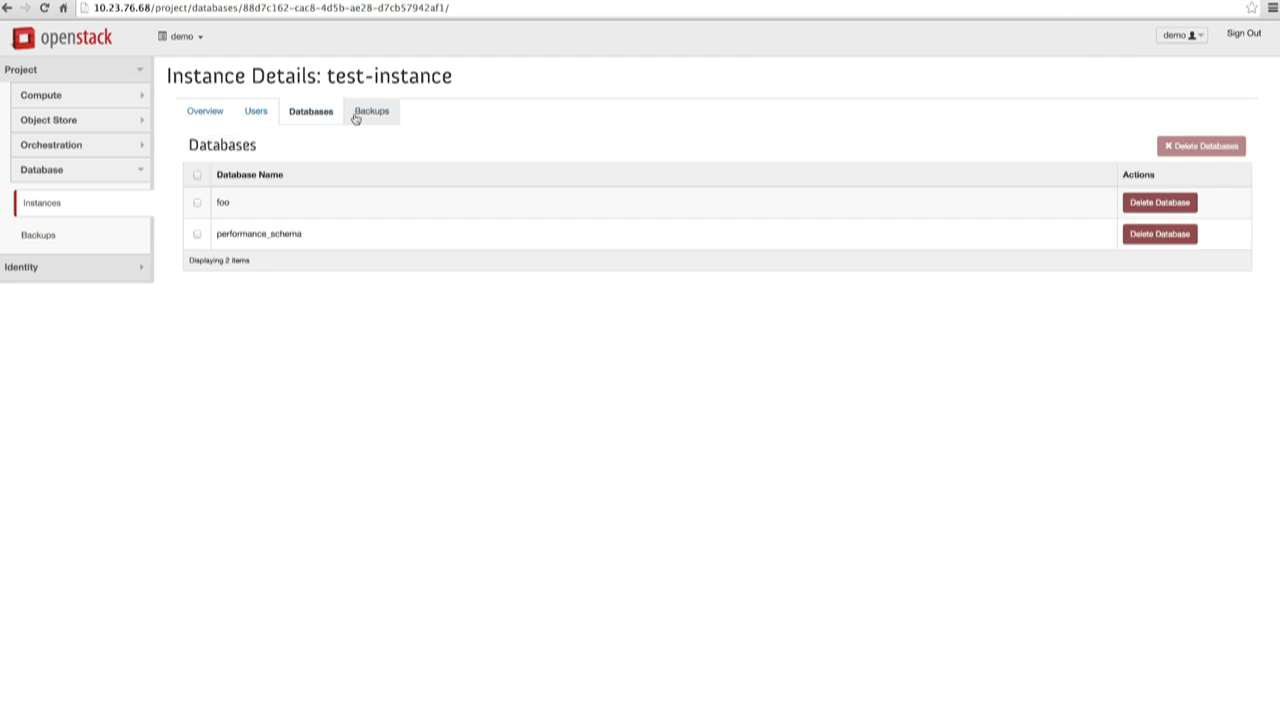 10.23.76.68/project/databases/88d7c162-cac8-4d5b-ae28-d7cb57942af1/
openstack
demo
demo
Sign Out
Project
Compute
Object Store
Orchestration
Database
Instances
Backups
Identity
Instance Details: test-instance
Overview Users Databases Backups
Databases
Delete Databases
Database Name Actions
foo Delete Database
performance_schema Delete Database
Displaying 2 items